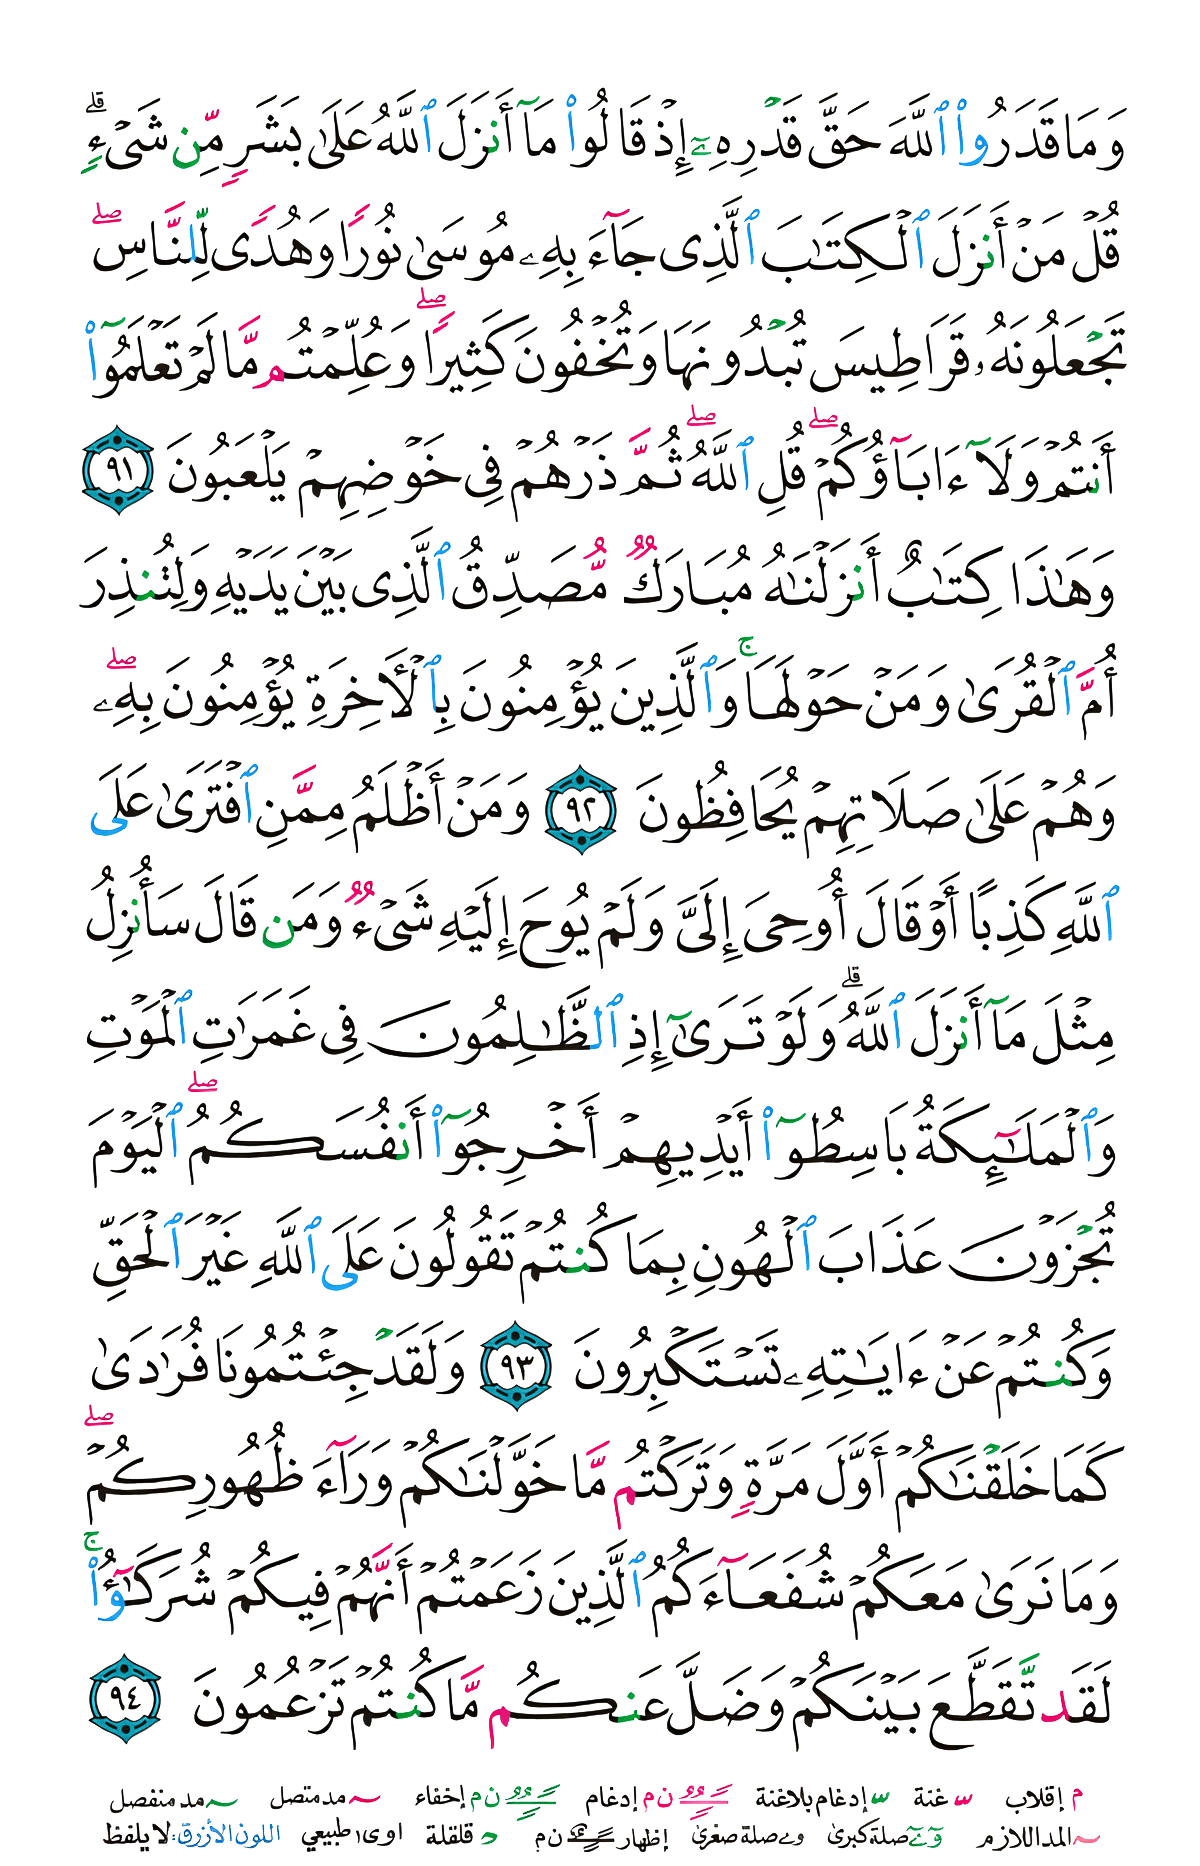 وَمَا قَدَرُوا۟ ٱللَّهَ حَقَّ قَدْرِهِۦٓ إِذْ قَالُوا۟ مَآ أَنزَلَ ٱللَّهُ عَلَىٰ بَشَرٍ مِّن شَىْءٍ ۗ
قُلْ مَنْ أَنزَلَ ٱلْكِتَـٰبَ ٱلَّذِى جَآءَ بِهِۦ مُوسَىٰ نُورًا وَهُدًى لِّلنَّاسِ ۖ
تَجْعَلُونَهُۥ قَرَاطِيسَ تُبْدُونَهَا وَتُخْفُونَ كَثِيرًا ۖ وَعُلِّمْتُم مَّا لَمْ تَعْلَمُوٓا۟
أَنتُمْ وَلَآ ءَابَآؤُكُمْ ۖ قُلِ ٱللَّهُ ۖ ثُمَّ ذَرْهُمْ فِى خَوْضِهِمْ يَلْعَبُونَ ٩١
وَهَـٰذَا كِتَـٰبٌ أَنزَلْنَـٰهُ مُبَارَكٌ مُّصَدِّقُ ٱلَّذِى بَيْنَ يَدَيْهِ وَلِتُنذِرَ
أُمَّ ٱلْقُرَىٰ وَمَنْ حَوْلَهَا ۚ وَٱلَّذِينَ يُؤْمِنُونَ بِٱلْـَٔاخِرَةِ يُؤْمِنُونَ بِهِۦ ۖ
وَهُمْ عَلَىٰ صَلَاتِهِمْ يُحَافِظُونَ ٩٢ وَمَنْ أَظْلَمُ مِمَّنِ ٱفْتَرَىٰ عَلَى
ٱللَّهِ كَذِبًا أَوْ قَالَ أُوحِىَ إِلَىَّ وَلَمْ يُوحَ إِلَيْهِ شَىْءٌ وَمَن قَالَ سَأُنزِلُ
مِثْلَ مَآ أَنزَلَ ٱللَّهُ ۗ وَلَوْ تَرَىٰٓ إِذِ ٱلظَّـٰلِمُونَ فِى غَمَرَٰتِ ٱلْمَوْتِ
وَٱلْمَلَـٰٓئِكَةُ بَاسِطُوٓا۟ أَيْدِيهِمْ أَخْرِجُوٓا۟ أَنفُسَكُمُ ۖ ٱلْيَوْمَ
تُجْزَوْنَ عَذَابَ ٱلْهُونِ بِمَا كُنتُمْ تَقُولُونَ عَلَى ٱللَّهِ غَيْرَ ٱلْحَقِّ
وَكُنتُمْ عَنْ ءَايَـٰتِهِۦ تَسْتَكْبِرُونَ ٩٣ وَلَقَدْ جِئْتُمُونَا فُرَٰدَىٰ
كَمَا خَلَقْنَـٰكُمْ أَوَّلَ مَرَّةٍ وَتَرَكْتُم مَّا خَوَّلْنَـٰكُمْ وَرَآءَ ظُهُورِكُمْ ۖ
وَمَا نَرَىٰ مَعَكُمْ شُفَعَآءَكُمُ ٱلَّذِينَ زَعَمْتُمْ أَنَّهُمْ فِيكُمْ شُرَكَـٰٓؤُا۟ ۚ
لَقَد تَّقَطَّعَ بَيْنَكُمْ وَضَلَّ عَنكُم مَّا كُنتُمْ تَزْعُمُونَ ٩٤
م إقلاب غنة إدغام بلاغنة ن م إدغام ن م إخفاء مد متصل مد منفصل
المد اللازم صلة كبرى وے صلة صغرى إظهار ن م قلقلة اوى طبيعي اللون الأزرق: لا يلفظ